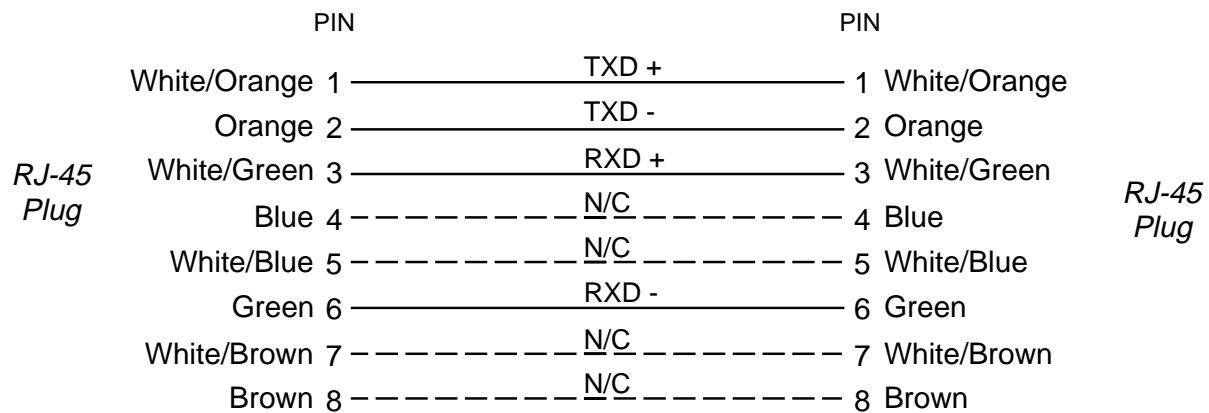 PIN PIN
White/Orange 1 TXD + 1 White/Orange
Orange 2 TXD - 2 Orange
White/Green 3 RXD + 3 White/Green
RJ-45 Plug
Blue 4 N/C 4 Blue
RJ-45 Plug
White/Blue 5 N/C 5 White/Blue
Green 6 RXD - 6 Green
White/Brown 7 N/C 7 White/Brown
Brown 8 N/C 8 Brown